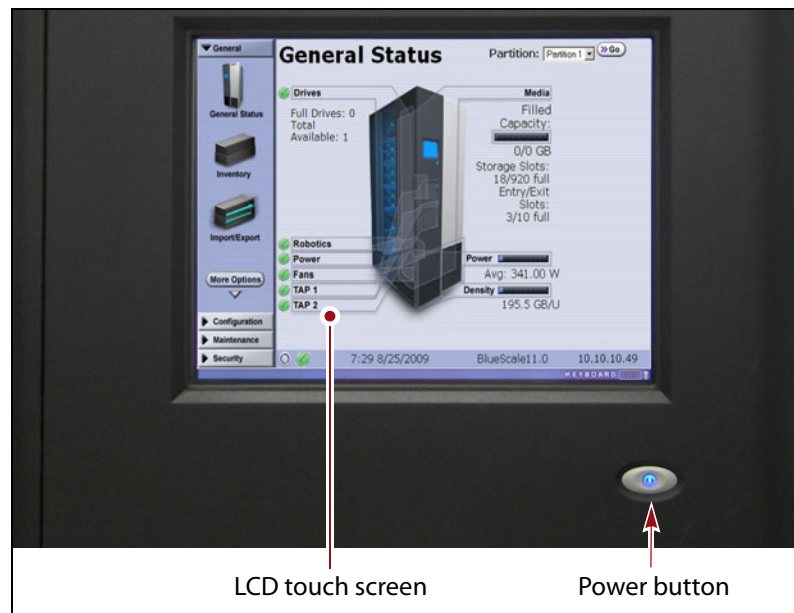 General
General Status
Partition: Partition 1 Go
General Status
Inventory
Import/Export
More Options
Configuration
Maintenance
Security
Drives
Full Drives: 0
Total
Available: 1
Robotics
Power
Fans
TAP 1
TAP 2
Media
Filled
Capacity:
0/0 GB
Storage Slots:
18/920 full
Entry/Exit
Slots:
3/10 full
Power
Avg: 341.00 W
Density
195.5 GB/U
7:29 8/25/2009 BlueScale11.0 10.10.10.49
KEYBOARD
LCD touch screen
Power button